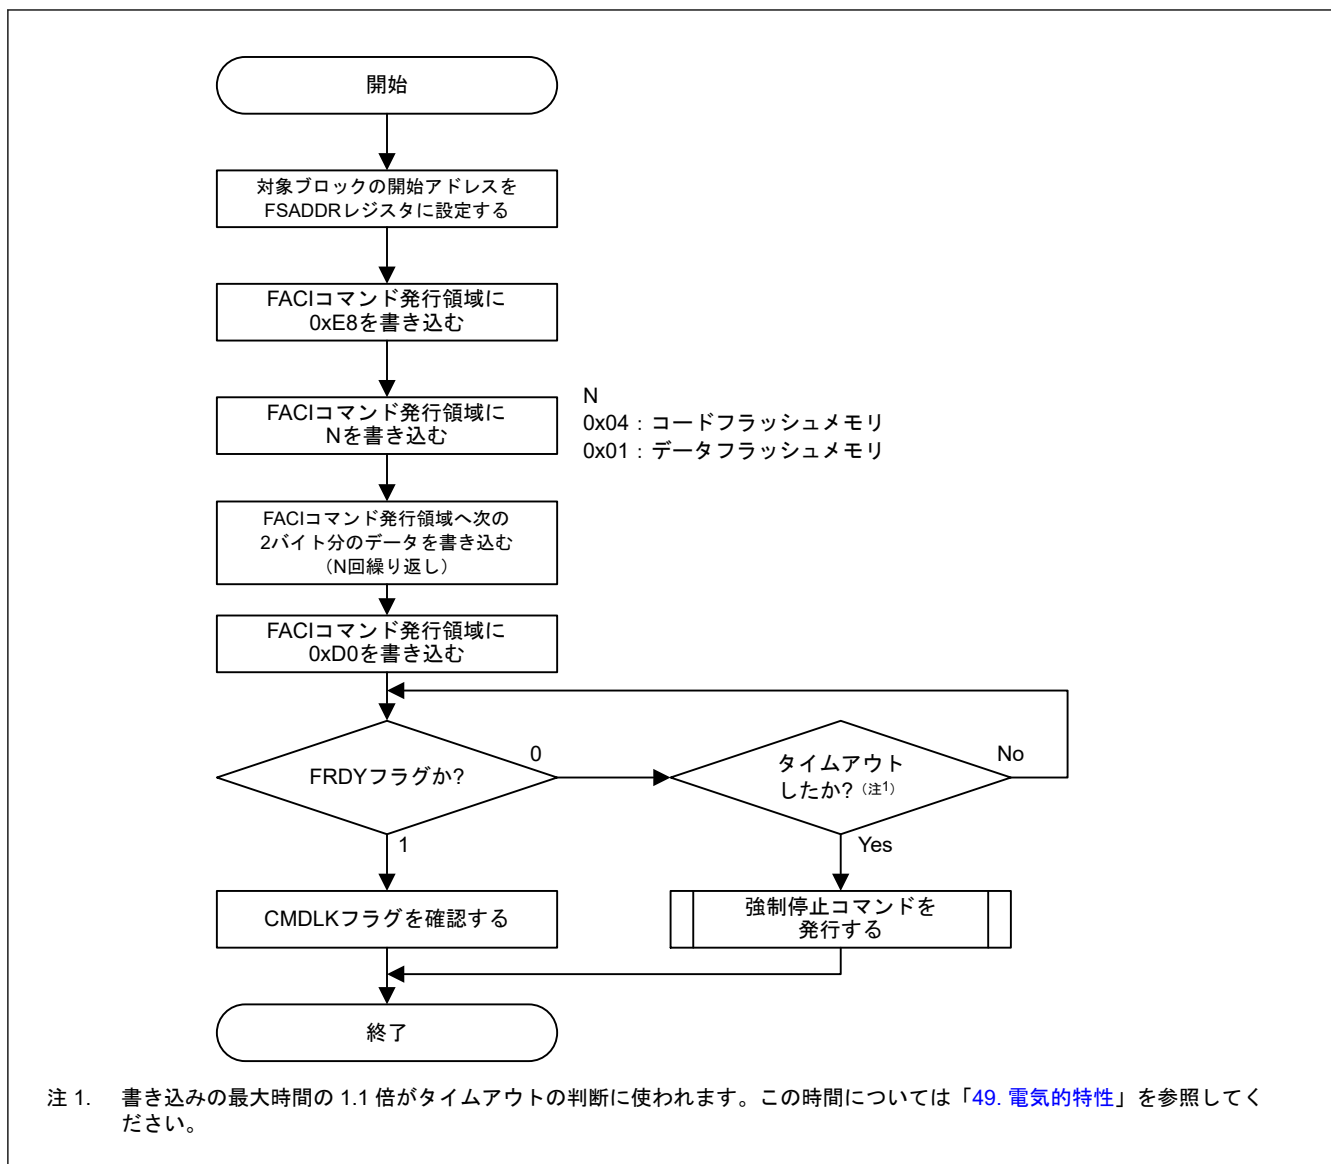 開始
対象ブロックの開始アドレスを
FSADDRレジスタに設定する
FACIコマンド発行領域に
0xE8を書き込む
FACIコマンド発行領域に
Nを書き込む
N
0x04：コードフラッシュメモリ
0x01：データフラッシュメモリ
FACIコマンド発行領域へ次の
2バイト分のデータを書き込む
（N回繰り返し）
FACIコマンド発行領域に
0xD0を書き込む
FRDYフラグか?
0
タイムアウト
したか?（注1）
No
1
Yes
CMDLKフラグを確認する
強制停止コマンドを
発行する
終了
注 1. 書き込みの最大時間の 1.1 倍がタイムアウトの判断に使われます。この時間については「49. 電気的特性」を参照してく
ださい。